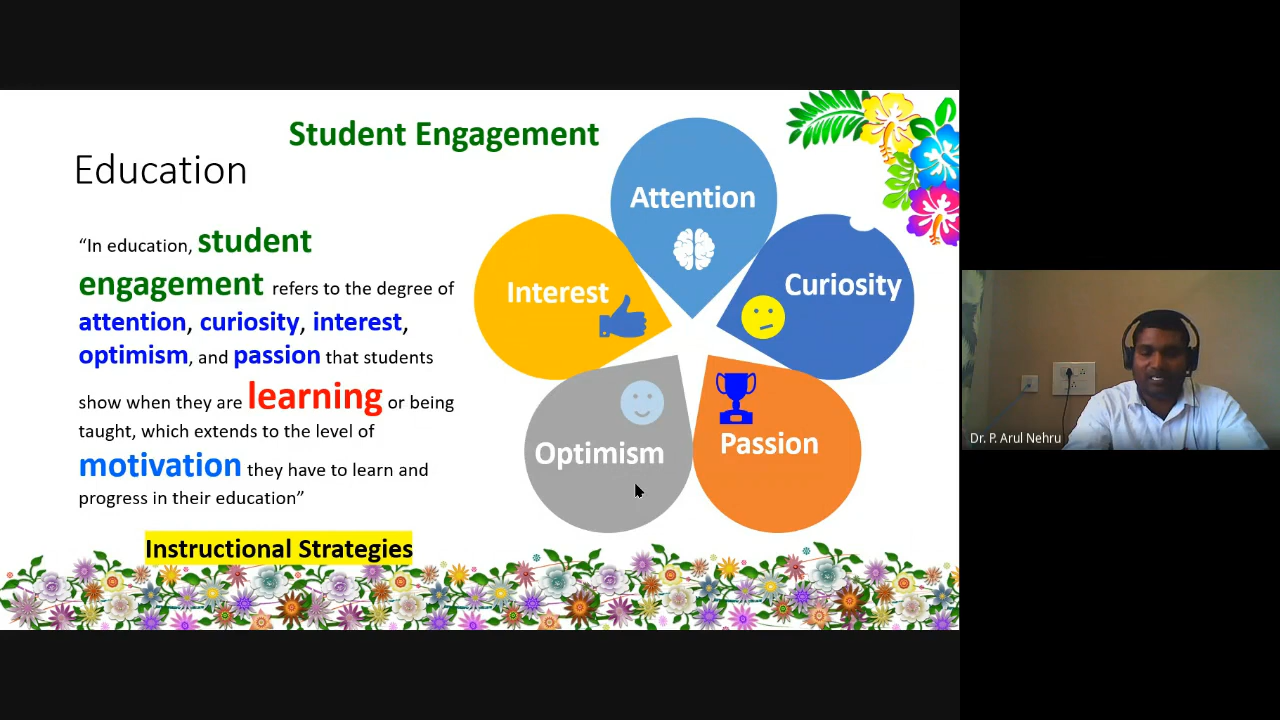 Student Engagement
Education
“In education, student
engagement refers to the degree of
attention, curiosity, interest,
optimism, and passion that students
show when they are learning or being
taught, which extends to the level of
motivation they have to learn and
progress in their education”
Instructional Strategies
Attention
Curiosity
Interest
Optimism
Passion
Dr. P. Arul Nehru